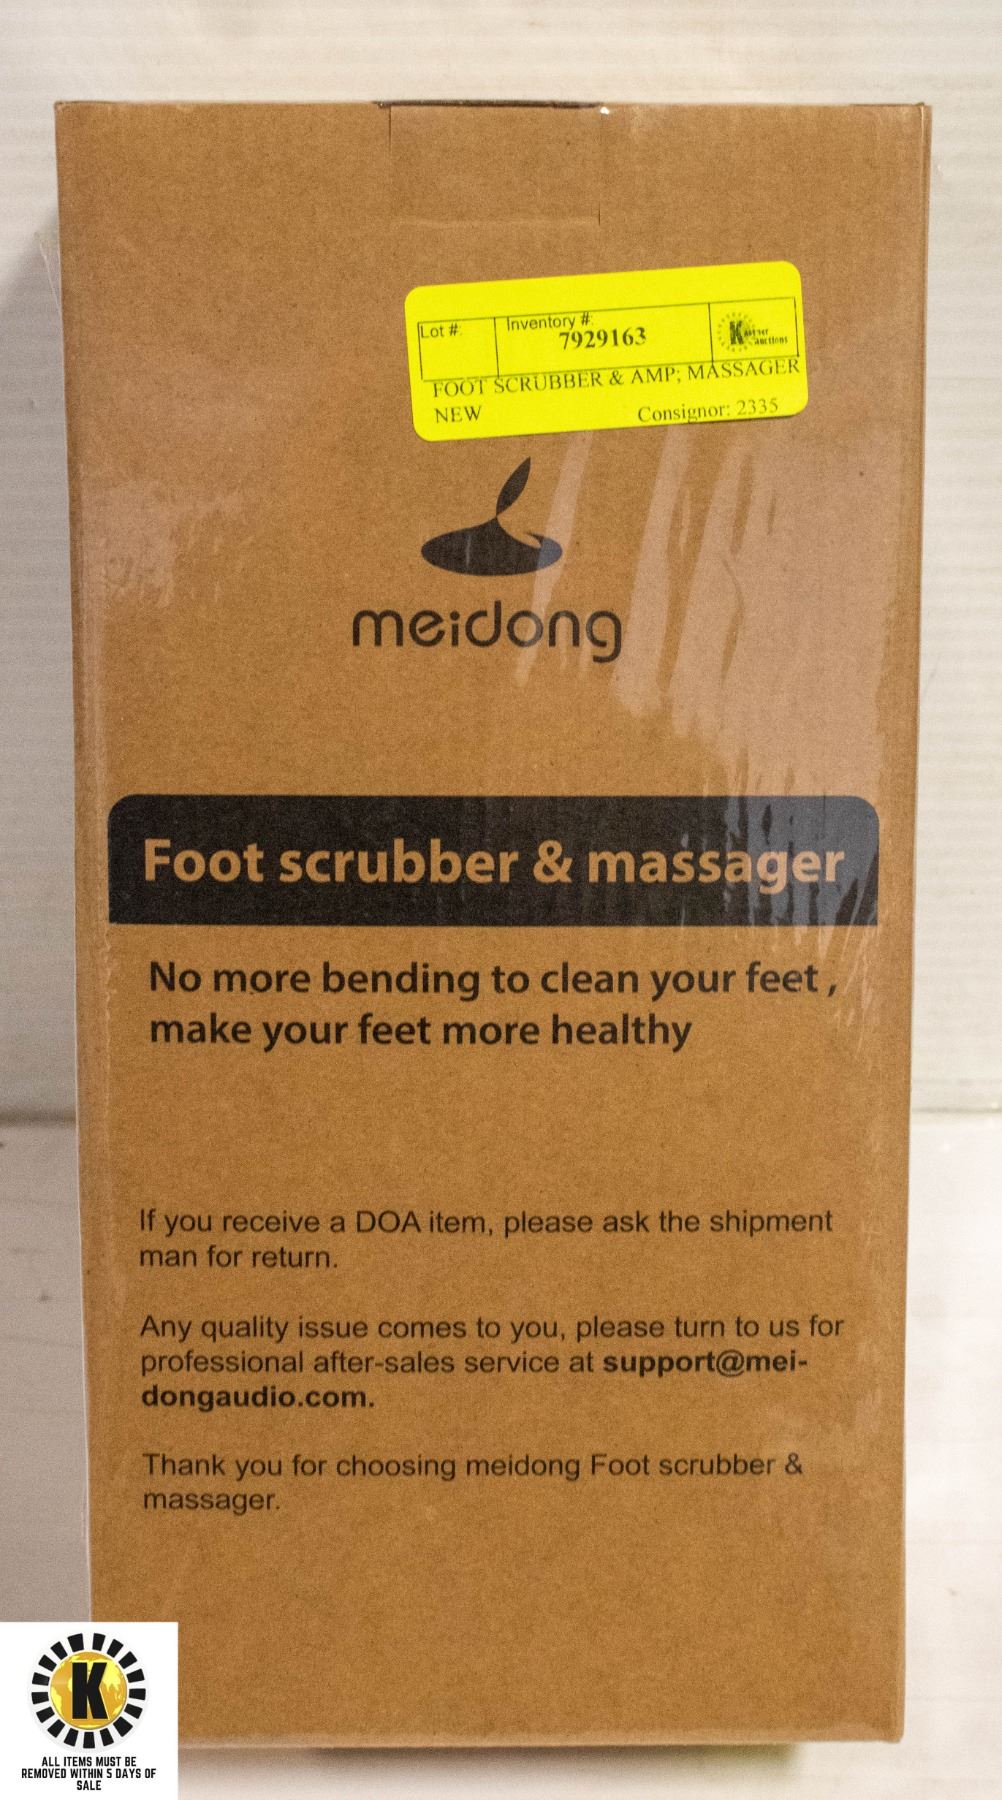 Lot #:
Inventory #:
7929163
Kastner
Auctions
FOOT SCRUBBER & AMP; MASSAGER
NEW Consignor: 2335
meidong
Foot scrubber & massager
No more bending to clean your feet ,
make your feet more healthy
If you receive a DOA item, please ask the shipment
man for return.
Any quality issue comes to you, please turn to us for
professional after-sales service at support@mei-
dongaudio.com.
Thank you for choosing meidong Foot scrubber &
massager.
K
ALL ITEMS MUST BE
REMOVED WITHIN 5 DAYS OF
SALE